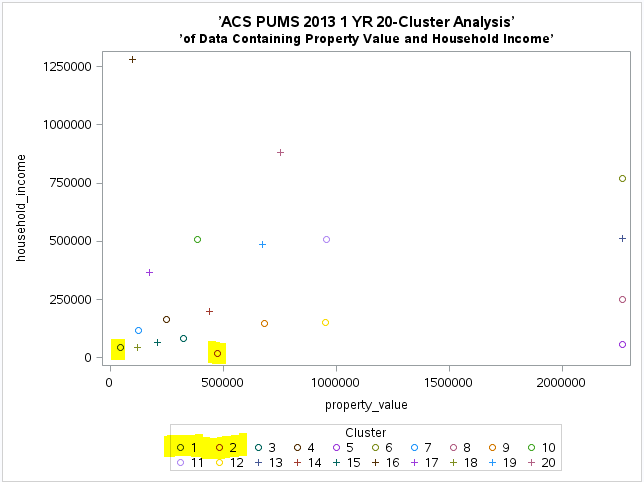 'ACS PUMS 2013 1 YR 20-Cluster Analysis'
'of Data Containing Property Value and Household Income'
1250000
1000000
750000
500000
250000
0
household_income
0 500000 1000000 1500000 2000000
property_value
Cluster
1 2 3 4 5 6 7 8 9 10
11 12 13 14 15 16 17 18 19 20